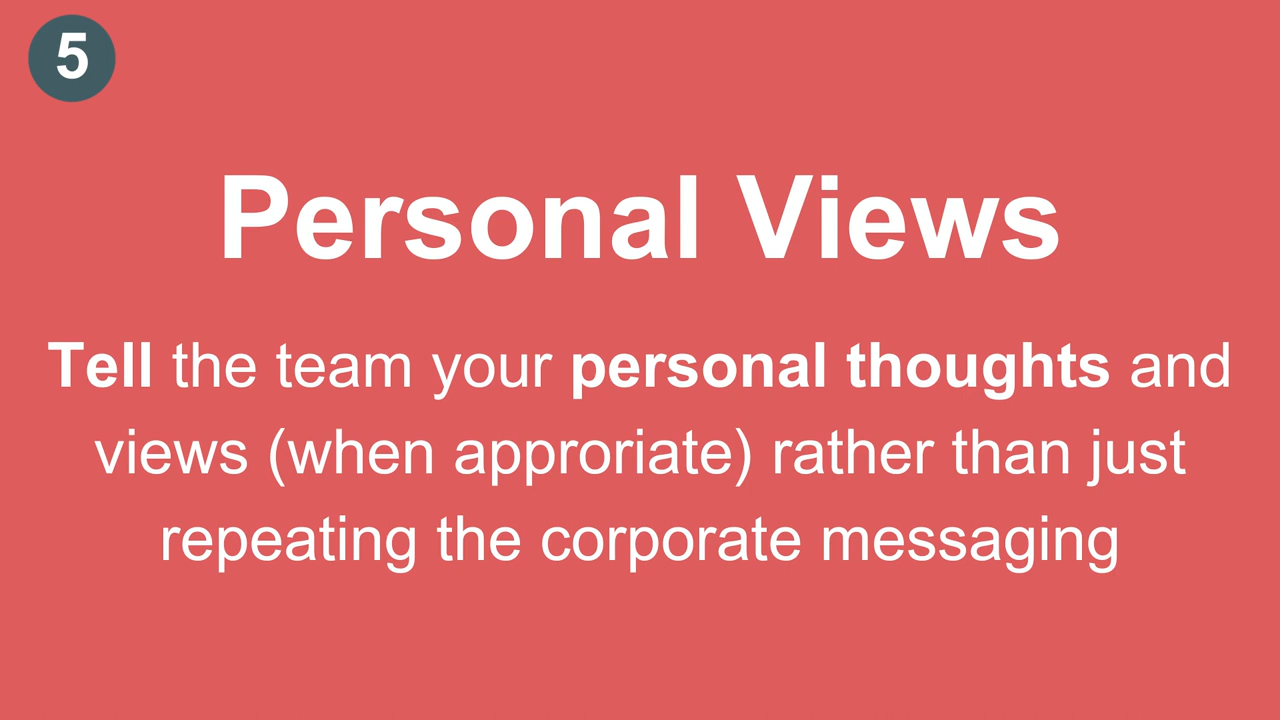 5
Personal Views
Tell the team your personal thoughts and
views (when approriate) rather than just
repeating the corporate messaging